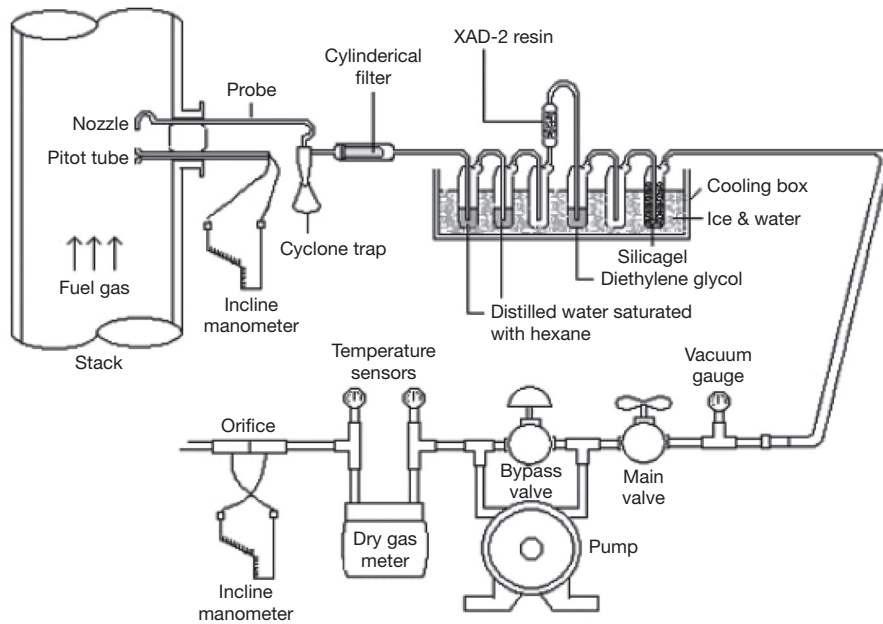 XAD-2 resin
Cylinderical
filter
Probe
Nozzle
Pitot tube
Cooling box
Ice & water
Cyclone trap
Silicagel
Diethylene glycol
Fuel gas
Incline
manometer
Distilled water saturated
with hexane
Stack
Temperature
sensors
Vacuum
gauge
Orifice
Bypass
valve
Main
valve
Dry gas
meter
Pump
Incline
manometer